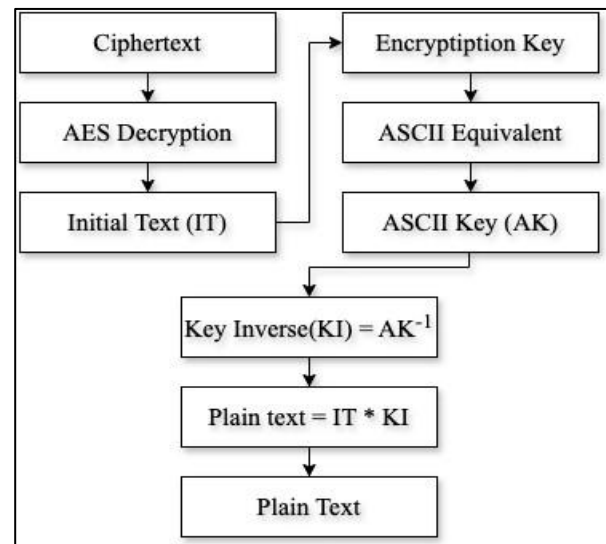 Ciphertext
AES Decryption
Initial Text (IT)
Encryptiption Key
ASCII Equivalent
ASCII Key (AK)
Key Inverse(KI) = AK⁻¹
Plain text = IT * KI
Plain Text